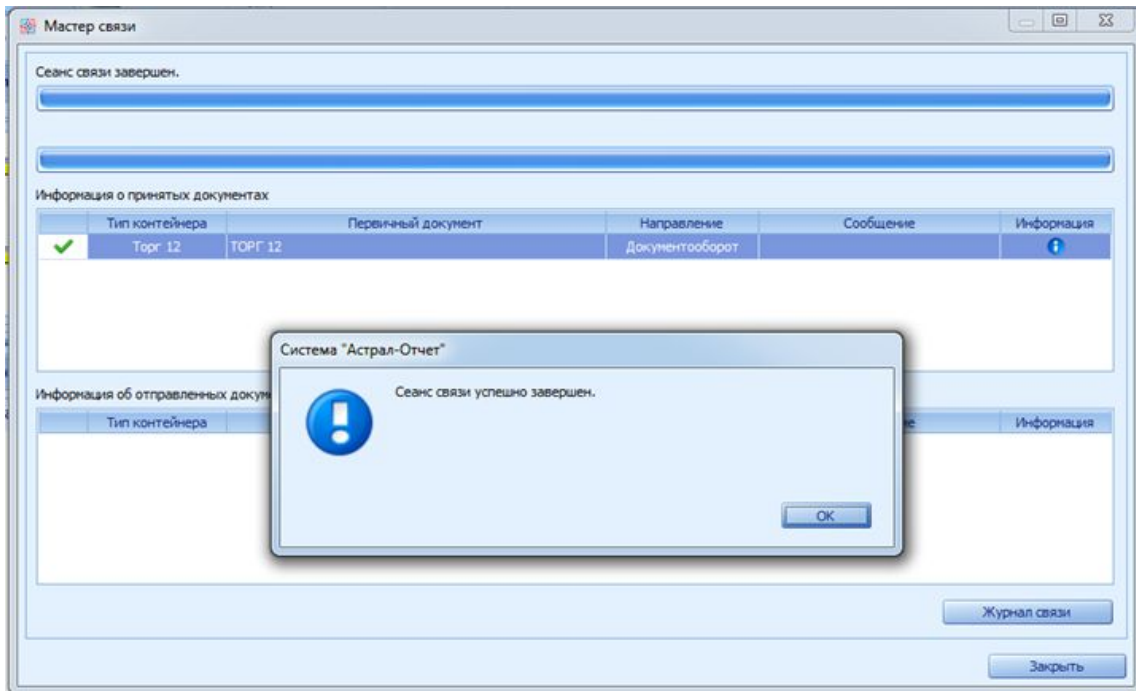 Мастер связи
Сеанс связи завершен.
Информация о принятых документах
Тип контейнера Первичный документ Направление Сообщение Информация
Торг 12 ТОРГ 12 Документооборот
Система "Астрал-Отчет"
Сеанс связи успешно завершен.
OK
Информация об отправленных
Тип контейнера Информация
Журнал связи
Закрыть